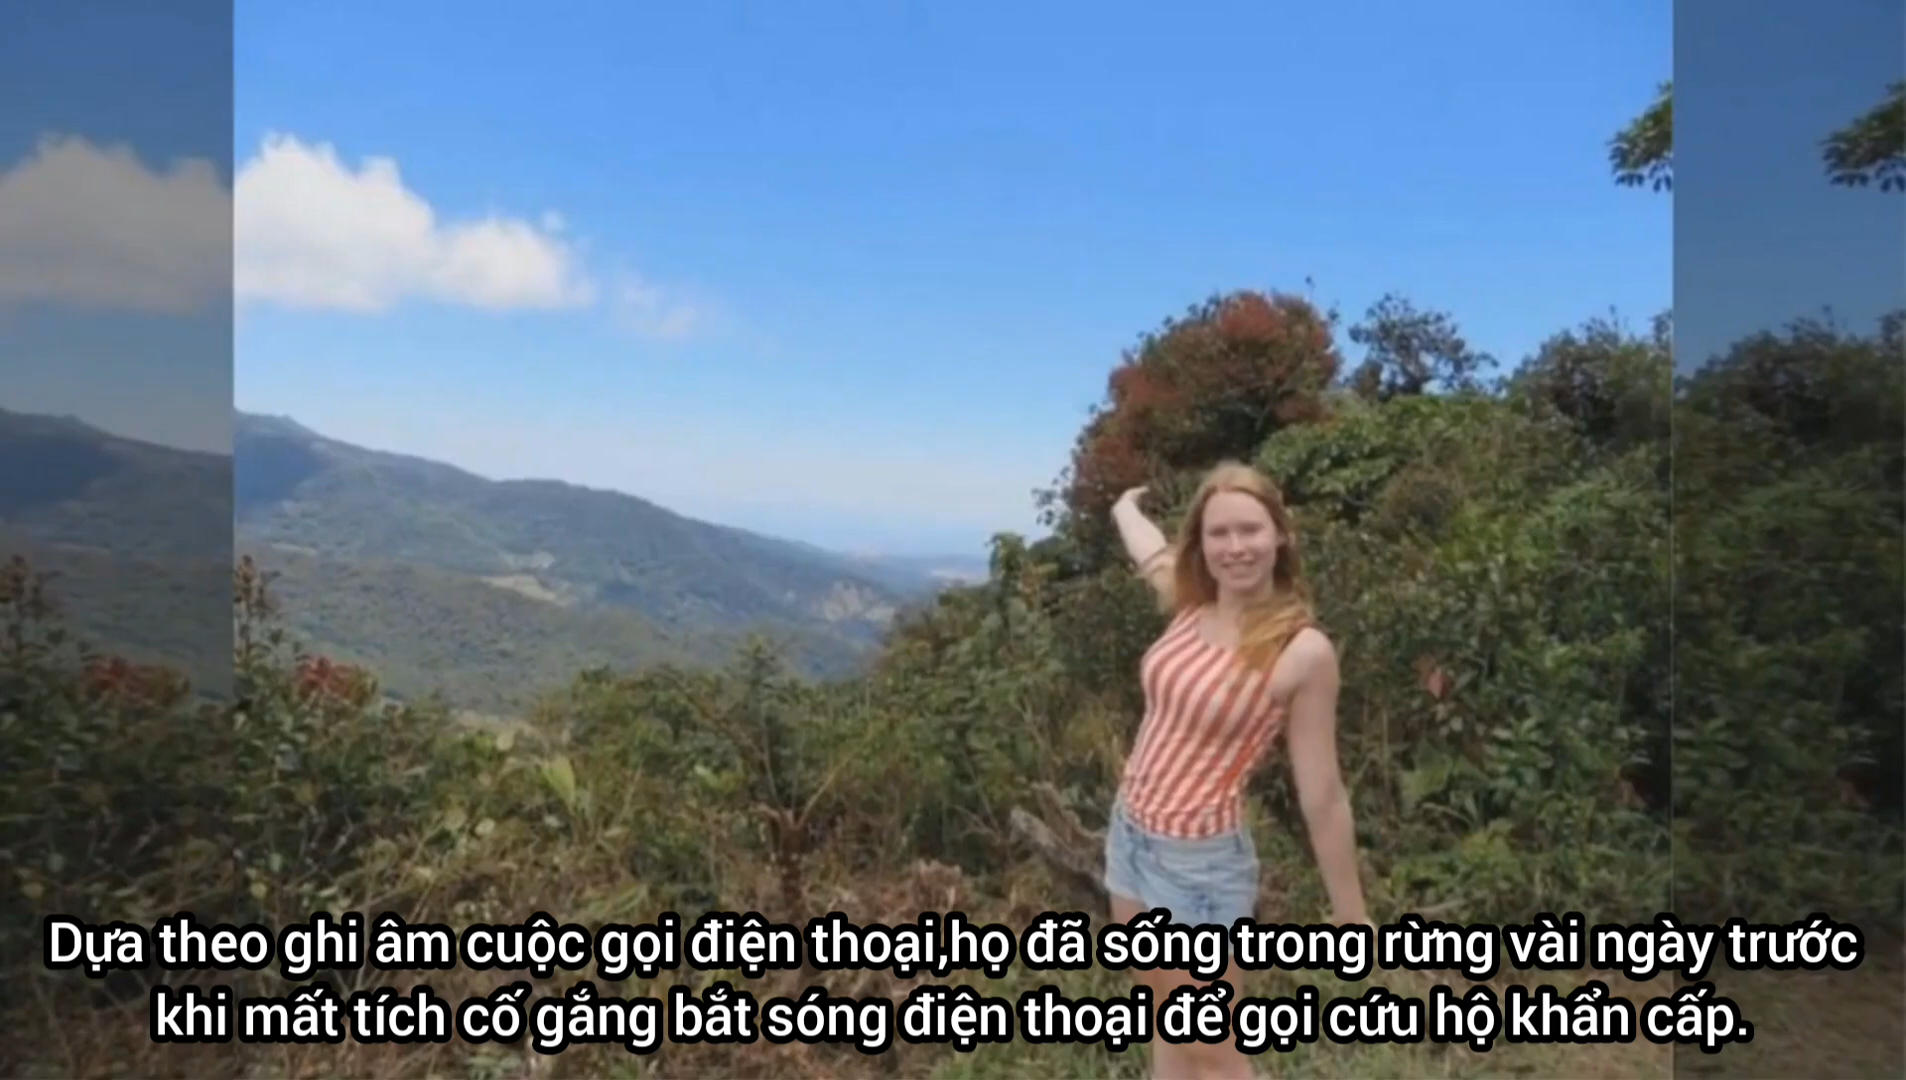 Dựa theo ghi âm cuộc gọi điện thoại,họ đã sống trong rừng vài ngày trước
khi mất tích cố gắng bắt sóng điện thoại để gọi cứu hộ khẩn cấp.